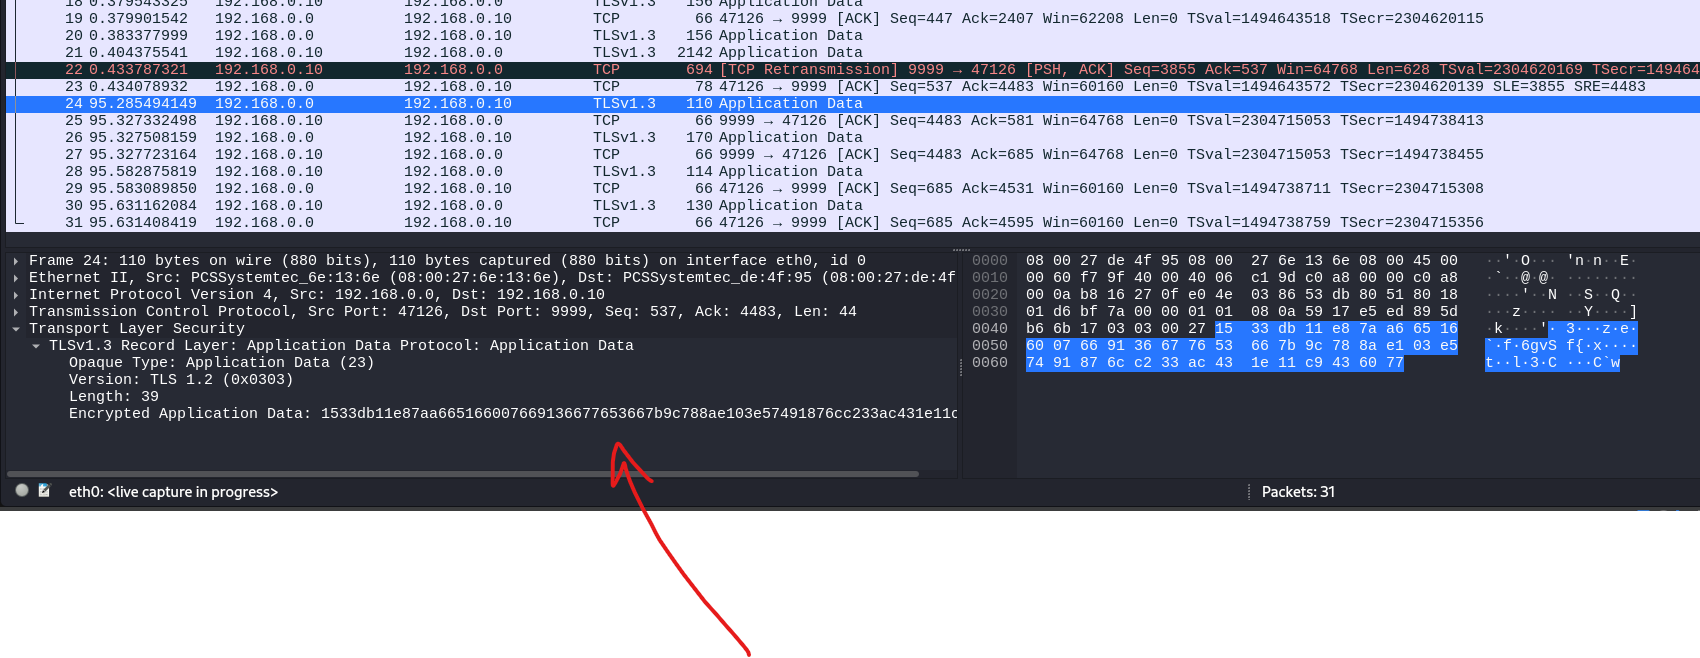 18 0.379543325 192.168.0.10 192.168.0.0 TLSv1.3 156 Application Data
19 0.379901542 192.168.0.0 192.168.0.10 TCP 66 47126 → 9999 [ACK] Seq=447 Ack=2407 Win=62208 Len=0 TSval=1494643518 TSecr=2304620115
20 0.383377999 192.168.0.0 192.168.0.10 TLSv1.3 156 Application Data
21 0.404375541 192.168.0.10 192.168.0.0 TLSv1.3 2142 Application Data
22 0.433787321 192.168.0.10 192.168.0.0 TCP 694 [TCP Retransmission] 9999 → 47126 [PSH, ACK] Seq=3855 Ack=537 Win=64768 Len=628 TSval=2304620169 TSecr=149464
23 0.434078932 192.168.0.0 192.168.0.10 TCP 78 47126 → 9999 [ACK] Seq=537 Ack=4483 Win=60160 Len=0 TSval=1494643572 TSecr=2304620139 SLE=3855 SRE=4483
24 95.285494149 192.168.0.0 192.168.0.10 TLSv1.3 110 Application Data
25 95.327332498 192.168.0.10 192.168.0.0 TCP 66 9999 → 47126 [ACK] Seq=4483 Ack=581 Win=64768 Len=0 TSval=2304715053 TSecr=1494738413
26 95.327508159 192.168.0.0 192.168.0.10 TLSv1.3 170 Application Data
27 95.327723164 192.168.0.10 192.168.0.0 TCP 66 9999 → 47126 [ACK] Seq=4483 Ack=685 Win=64768 Len=0 TSval=2304715053 TSecr=1494738455
28 95.582875819 192.168.0.10 192.168.0.0 TLSv1.3 114 Application Data
29 95.583089850 192.168.0.0 192.168.0.10 TCP 66 47126 → 9999 [ACK] Seq=685 Ack=4531 Win=60160 Len=0 TSval=1494738711 TSecr=2304715308
30 95.631162084 192.168.0.10 192.168.0.0 TLSv1.3 130 Application Data
31 95.631408419 192.168.0.0 192.168.0.10 TCP 66 47126 → 9999 [ACK] Seq=685 Ack=4595 Win=60160 Len=0 TSval=1494738759 TSecr=2304715356
Frame 24: 110 bytes on wire (880 bits), 110 bytes captured (880 bits) on interface eth0, id 0
Ethernet II, Src: PCSSystemtec_6e:13:6e (08:00:27:6e:13:6e), Dst: PCSSystemtec_de:4f:95 (08:00:27:de:4f
Internet Protocol Version 4, Src: 192.168.0.0, Dst: 192.168.0.10
Transmission Control Protocol, Src Port: 47126, Dst Port: 9999, Seq: 537, Ack: 4483, Len: 44
Transport Layer Security
TLSv1.3 Record Layer: Application Data Protocol: Application Data
Opaque Type: Application Data (23)
Version: TLS 1.2 (0x0303)
Length: 39
Encrypted Application Data: 1533db11e87aa665166007669136677653667b9c788ae103e57491876cc233ac431e11c
0000 08 00 27 de 4f 95 08 00 27 6e 13 6e 08 00 45 00 ··'·O··· 'n·n··E·
0010 00 60 f7 9f 40 00 40 06 c1 9d c0 a8 00 00 c0 a8 ·`··@·@· ········
0020 00 0a b8 16 27 0f e0 4e 03 86 53 db 80 51 80 18 ····'··N ··S··Q··
0030 01 d6 bf 7a 00 00 01 01 08 0a 59 17 e5 ed 89 5d ···z···· ··Y····]
0040 b6 6b 17 03 03 00 27 15 33 db 11 e8 7a a6 65 16 ·k····'· 3···z·e·
0050 60 07 66 91 36 67 76 53 66 7b 9c 78 8a e1 03 e5 `·f·6gvS f{·x····
0060 74 91 87 6c c2 33 ac 43 1e 11 c9 43 60 77 t··l·3·C ···C`w
eth0: <live capture in progress>
Packets: 31